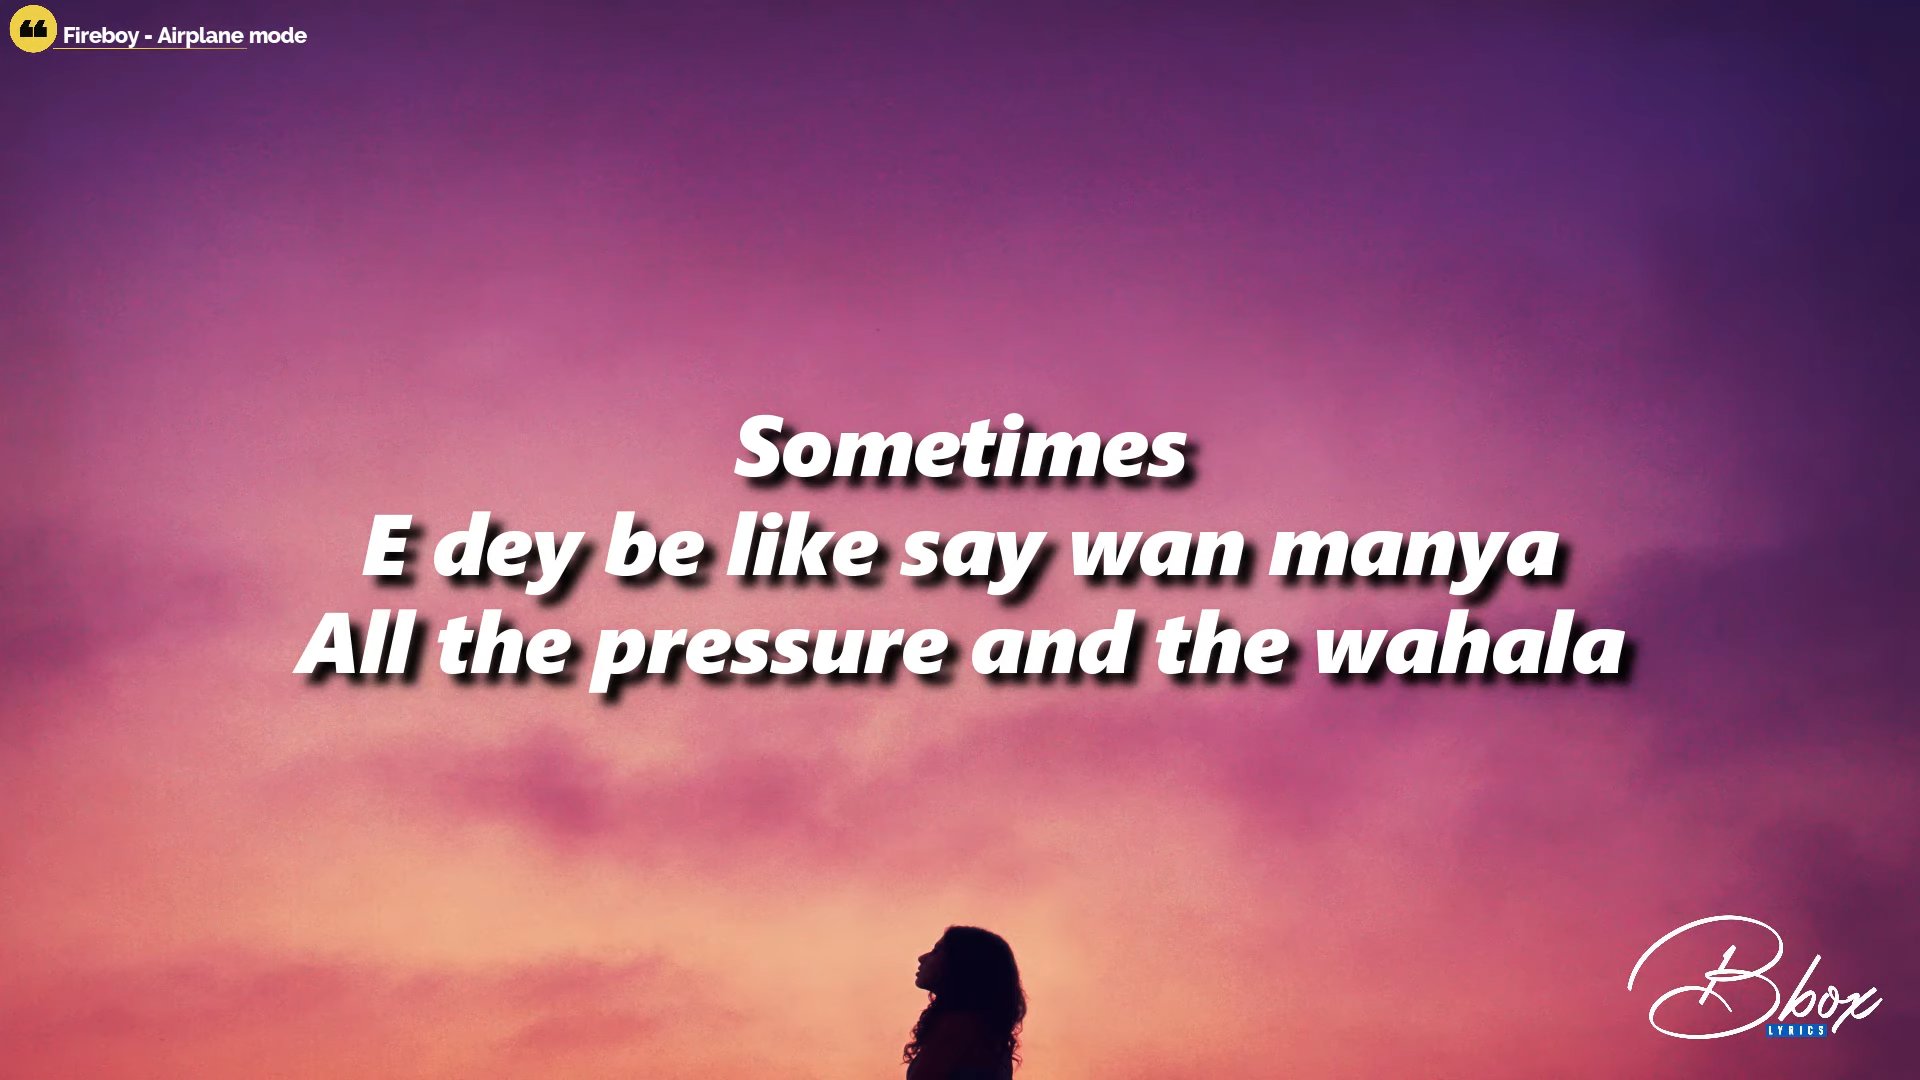 Fireboy - Airplane mode
Sometimes
E dey be like say wan manya
All the pressure and the wahala
Bbox
LYRICS